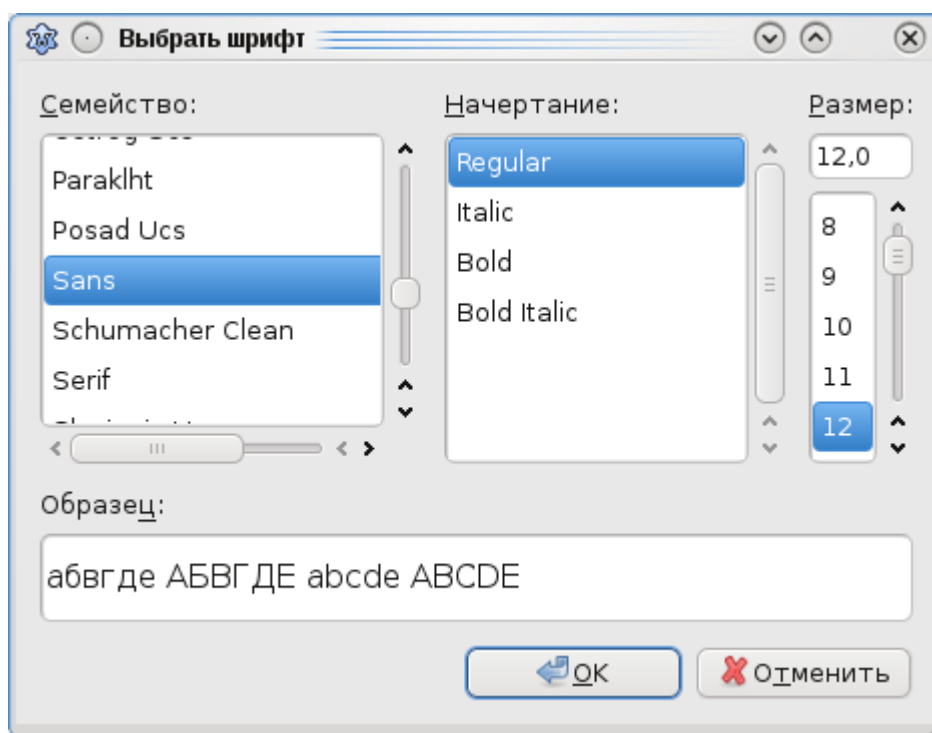 Выбрать шрифт
Семейство:
Paraklht
Posad Ucs
Sans
Schumacher Clean
Serif
Начертание:
Regular
Italic
Bold
Bold Italic
Размер:
12,0
8
9
10
11
12
Образец:
абвгде АБВГДЕ abcde ABCDE
OK
Отменить